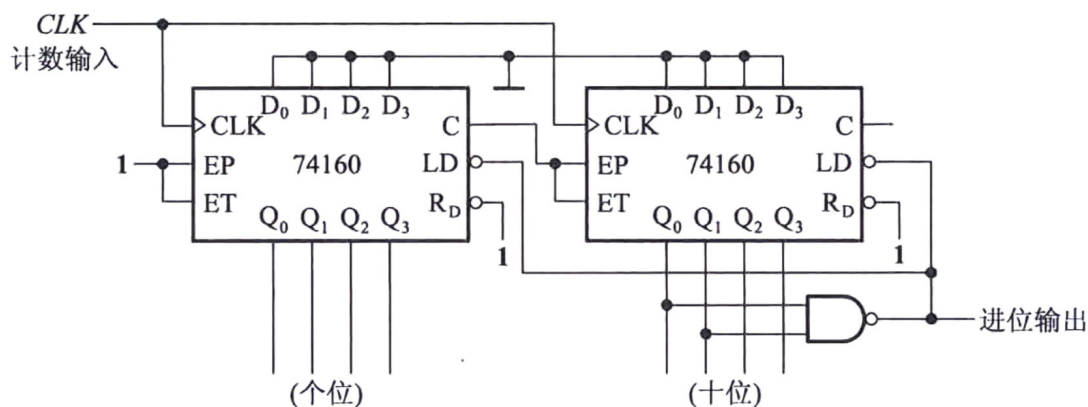 CLK
计数输入
D₀ D₁ D₂ D₃
CLK C
1 EP 74160 LD
ET R_D
Q₀ Q₁ Q₂ Q₃
1
(个位)
D₀ D₁ D₂ D₃
CLK C
EP 74160 LD
ET R_D
Q₀ Q₁ Q₂ Q₃
1
进位输出
(十位)